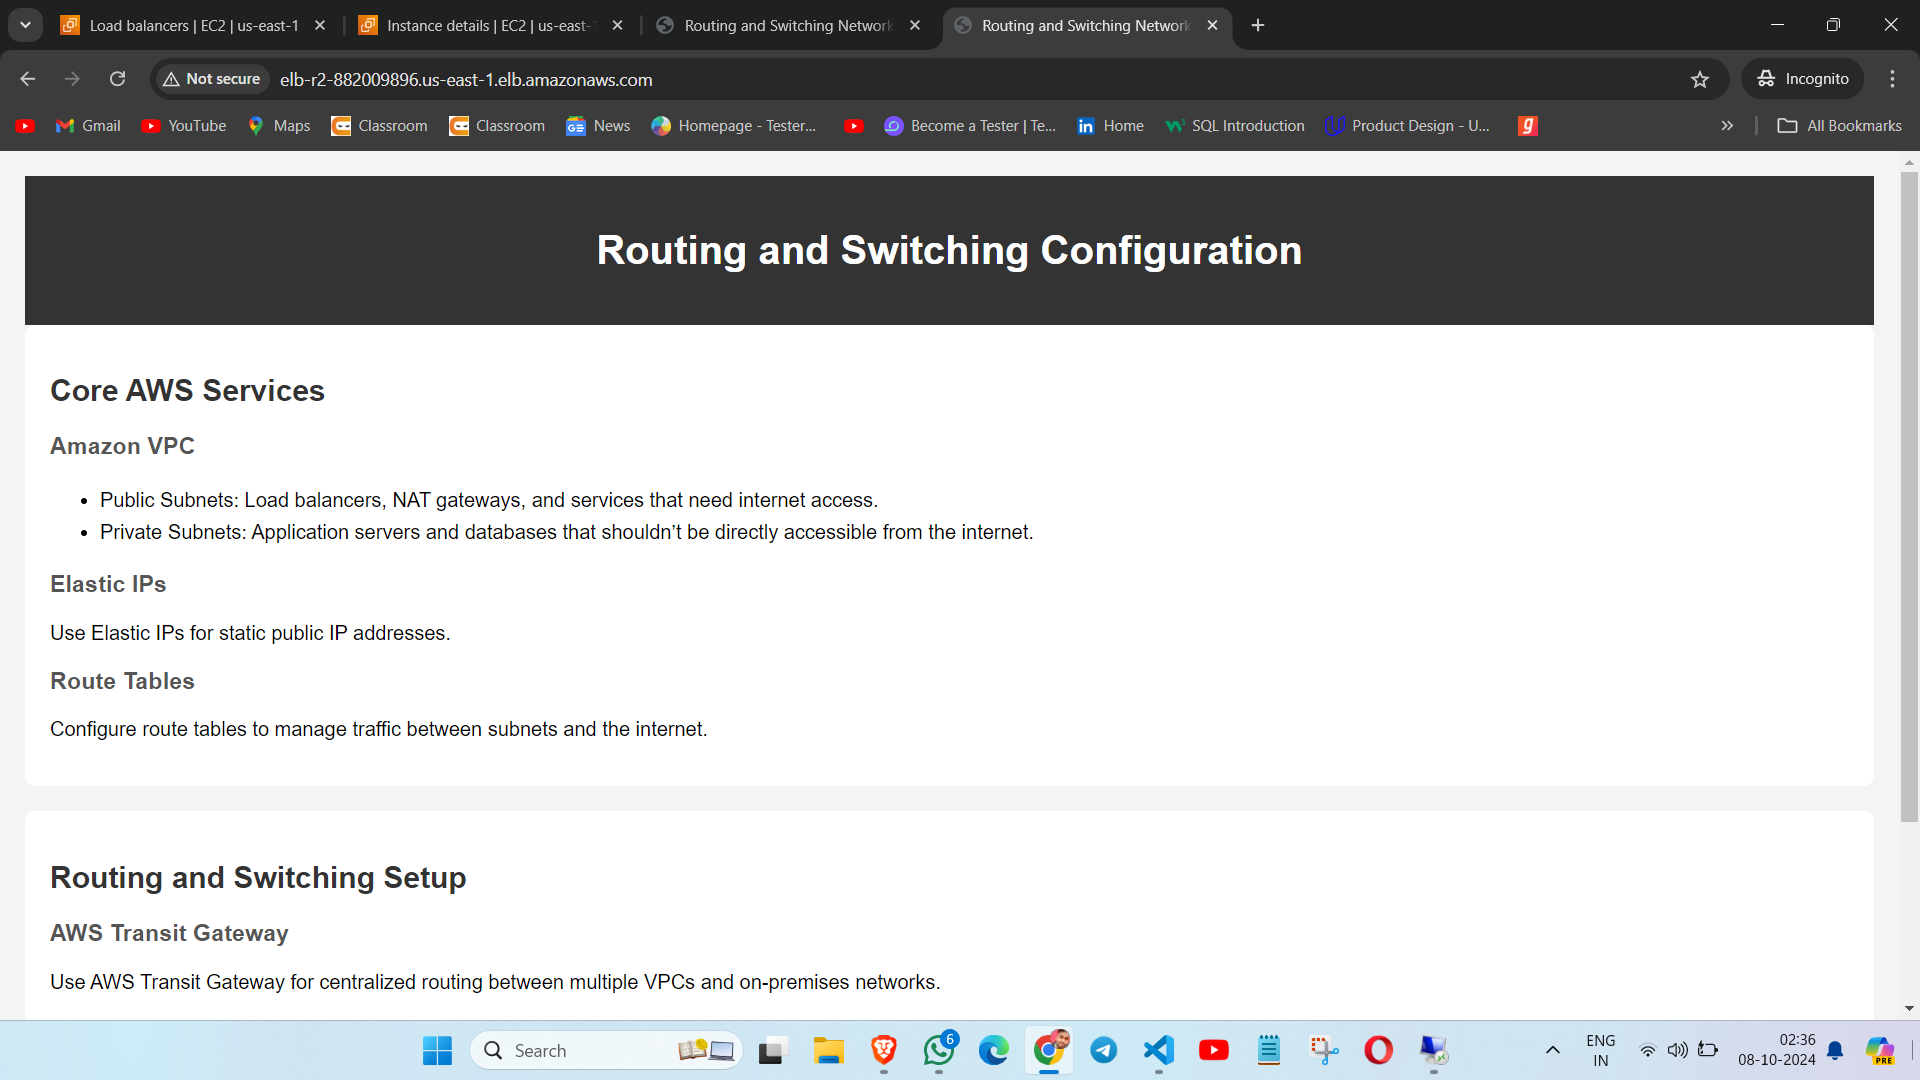 Load balancers | EC2 | us-east-1
Instance details | EC2 | us-east-
Routing and Switching Network
Routing and Switching Network
Not secure
elb-r2-882009896.us-east-1.elb.amazonaws.com
Incognito
Gmail
YouTube
Maps
Classroom
Classroom
News
Homepage - Tester...
Become a Tester | Te...
Home
SQL Introduction
Product Design - U...
All Bookmarks
Routing and Switching Configuration
Core AWS Services
Amazon VPC
• Public Subnets: Load balancers, NAT gateways, and services that need internet access.
• Private Subnets: Application servers and databases that shouldn’t be directly accessible from the internet.
Elastic IPs
Use Elastic IPs for static public IP addresses.
Route Tables
Configure route tables to manage traffic between subnets and the internet.
Routing and Switching Setup
AWS Transit Gateway
Use AWS Transit Gateway for centralized routing between multiple VPCs and on-premises networks.
Search
6
ENG
IN
02:36
08-10-2024
PRE